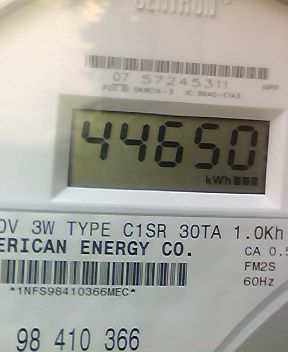 CENTRON
07 57245311
44650
kWh
0V 3W TYPE C1SR 30TA 1.0Kh
ERICAN ENERGY CO.
CA 0.5
FM2S
60Hz
*1NFS98410366MEC*
98 410 366